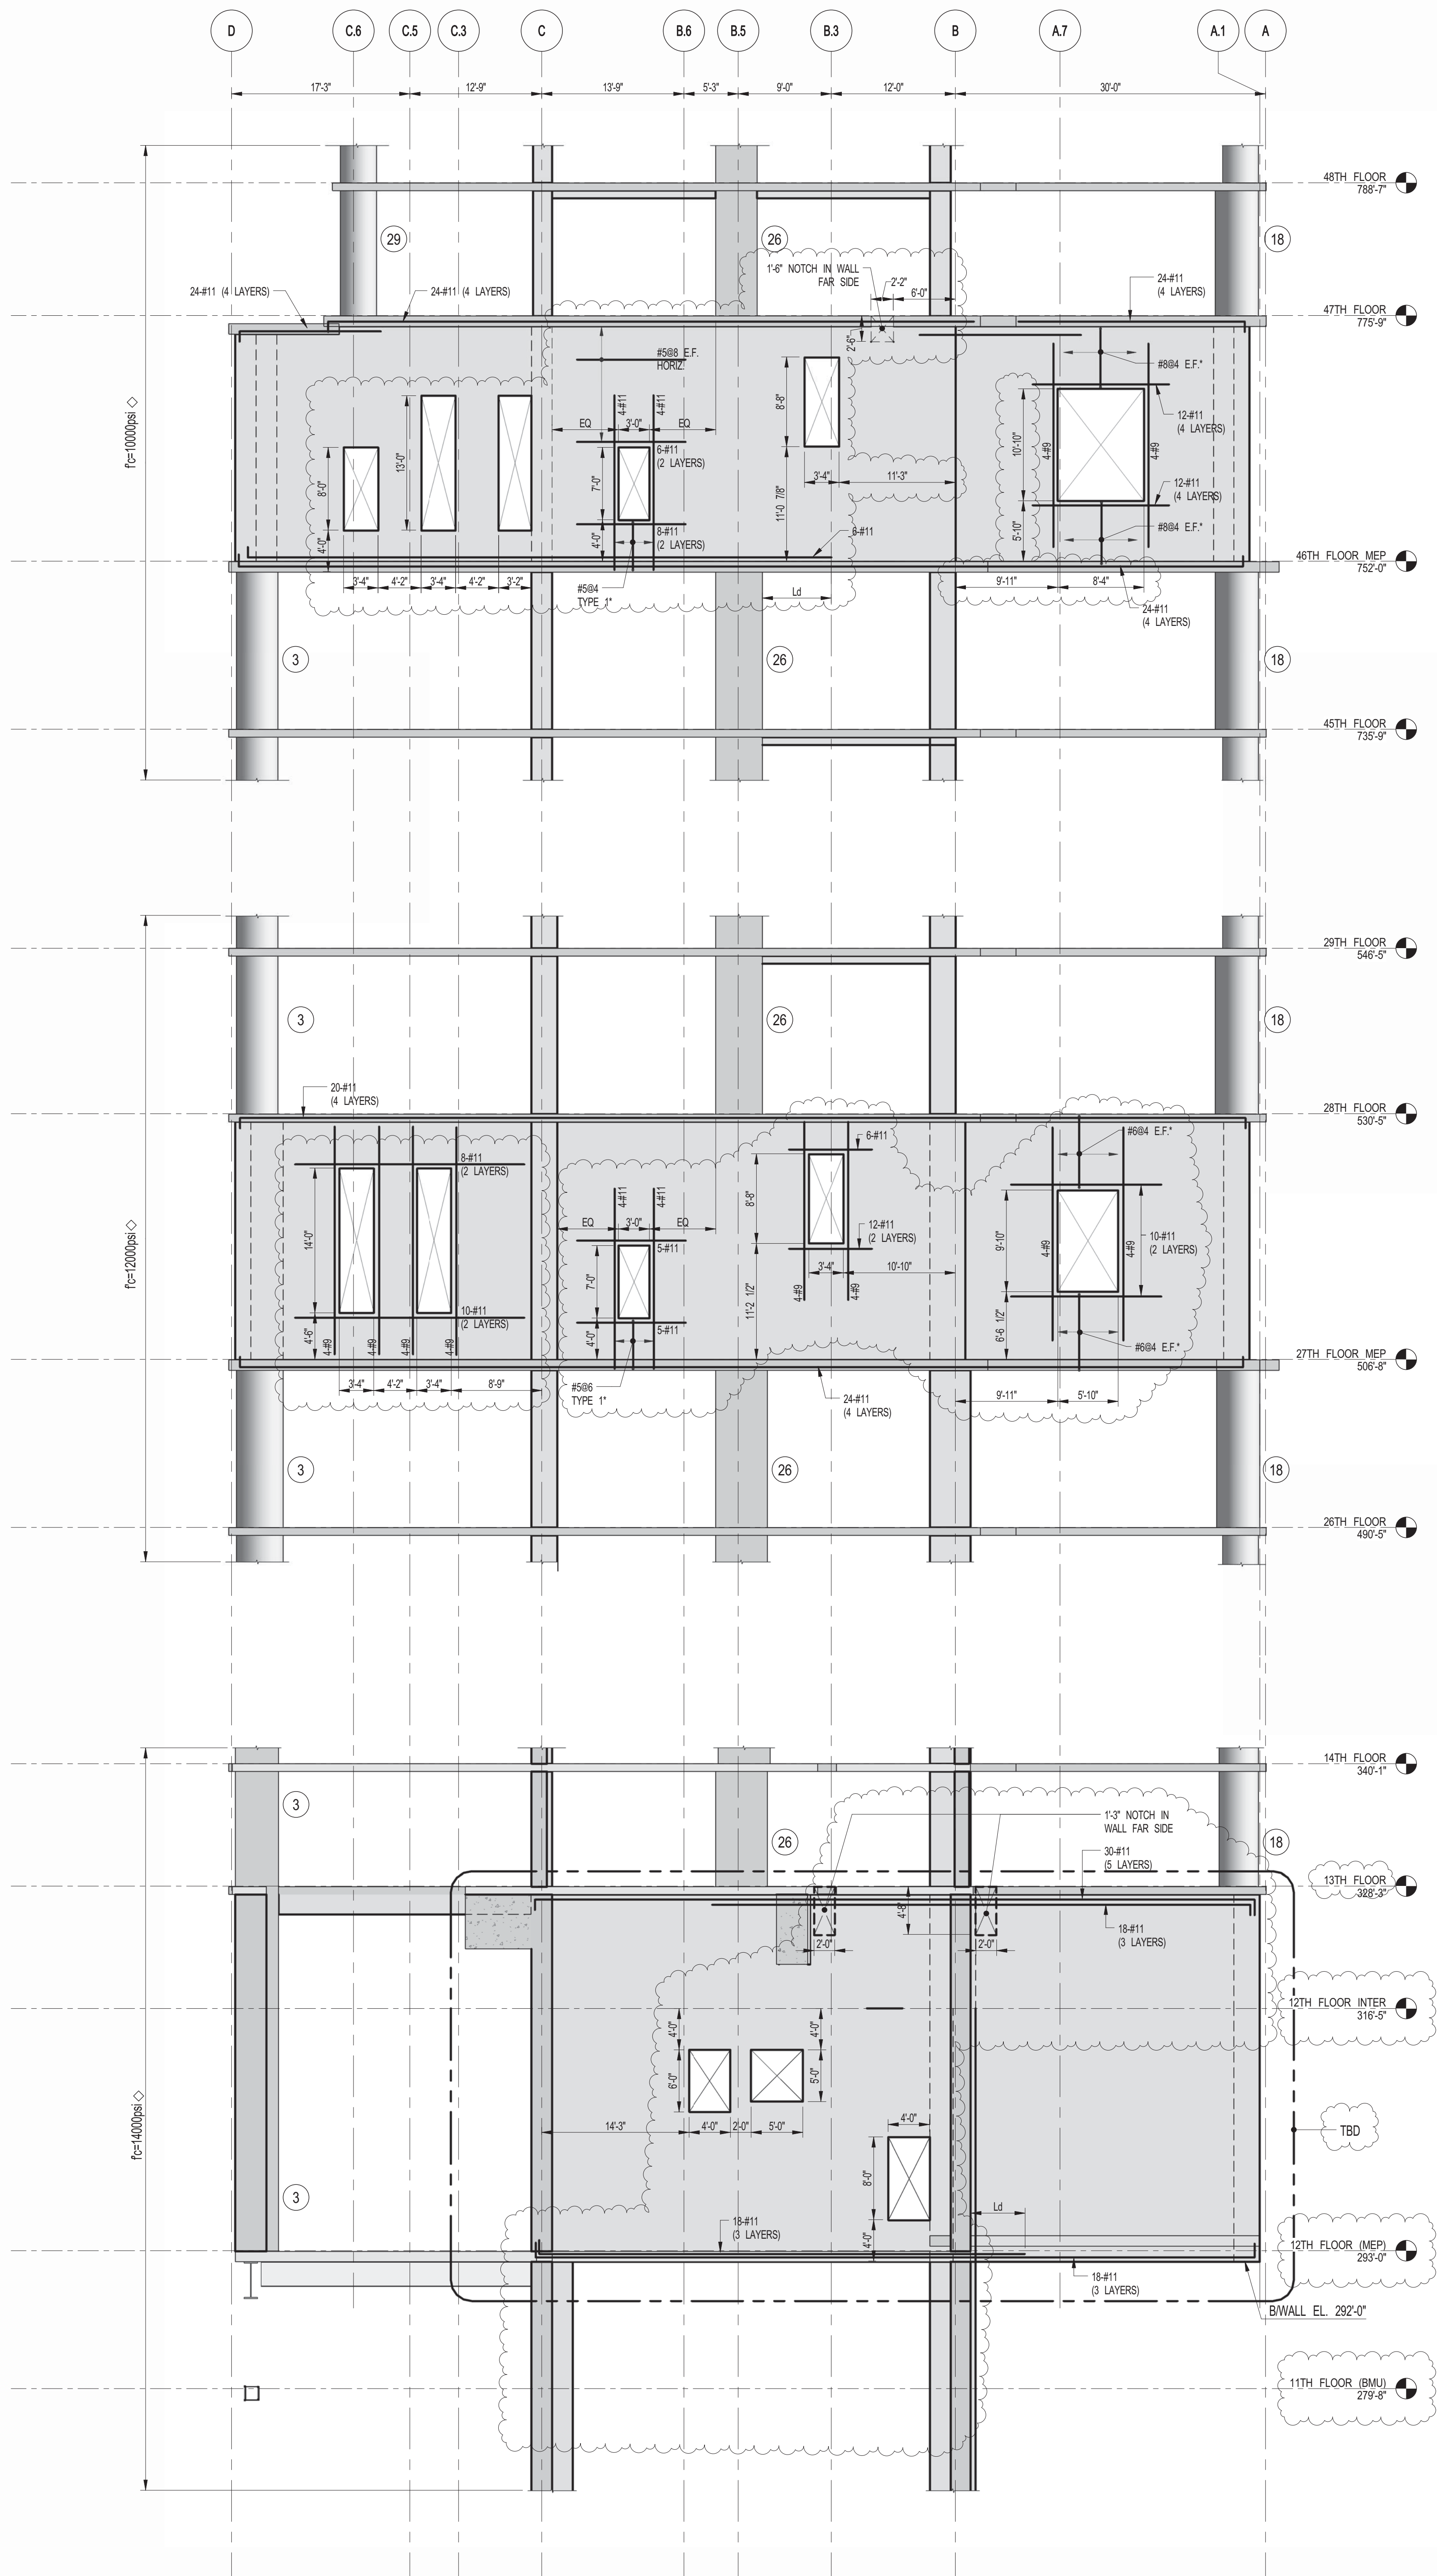 D
C.6
C.5
C.3
C
B.6
B.5
B.3
B
A.7
A.1
A
17'-3"
12'-9"
13'-9"
5'-3"
9'-0"
12'-0"
30'-0"
48TH FLOOR
788'-7"
29
26
18
1'-6" NOTCH IN WALL
FAR SIDE
2'-2"
6'-0"
24-#11 (4 LAYERS)
24-#11 (4 LAYERS)
24-#11
(4 LAYERS)
47TH FLOOR
775'-9"
2'-6"
#5@8 E.F.
HORIZ.
#8@4 E.F.*
f'c=10000psi ◇
8'-8"
4-#11
4-#11
12-#11
(4 LAYERS)
EQ
3'-0"
EQ
10'-10"
4-#9
4-#9
6-#11
(2 LAYERS)
13'-0"
8'-0"
7'-0"
3'-4"
11'-3"
12-#11
(4 LAYERS)
11'-0 7/8"
5'-10"
#8@4 E.F.*
8-#11
(2 LAYERS)
6-#11
4'-0"
4'-0"
46TH FLOOR MEP
752'-0"
3'-4"
4'-2"
3'-4"
4'-2"
3'-2"
#5@4
TYPE 1*
Ld
9'-11"
8'-4"
24-#11
(4 LAYERS)
3
26
18
45TH FLOOR
735'-9"
29TH FLOOR
546'-5"
3
26
18
20-#11
(4 LAYERS)
28TH FLOOR
530'-5"
6-#11
#6@4 E.F.*
8-#11
(2 LAYERS)
8'-8"
4-#11
4-#11
14'-0"
EQ
3'-0"
EQ
12-#11
(2 LAYERS)
f'c=12000psi ◇
9'-10"
4-#9
4-#9
10-#11
(2 LAYERS)
5-#11
3'-4"
10'-10"
7'-0"
4-#9
4-#9
11'-2 1/2"
10-#11
(2 LAYERS)
4'-6"
4-#9
4-#9
4-#9
4-#9
5-#11
4'-0"
6'-6 1/2"
#6@4 E.F.*
27TH FLOOR MEP
506'-8"
3'-4"
4'-2"
3'-4"
8'-9"
#5@6
TYPE 1*
24-#11
(4 LAYERS)
9'-11"
5'-10"
3
26
18
26TH FLOOR
490'-5"
14TH FLOOR
340'-1"
3
1'-3" NOTCH IN
WALL FAR SIDE
26
18
30-#11
(5 LAYERS)
13TH FLOOR
328'-3"
4'-8"
18-#11
(3 LAYERS)
2'-0"
2'-0"
12TH FLOOR INTER
316'-5"
4'-0"
4'-0"
6'-0"
5'-0"
f'c=14000psi ◇
14'-3"
4'-0"
2'-0"
5'-0"
4'-0"
TBD
8'-0"
3
Ld
18-#11
(3 LAYERS)
4'-0"
12TH FLOOR (MEP)
293'-0"
18-#11
(3 LAYERS)
B/WALL EL. 292'-0"
11TH FLOOR (BMU)
279'-8"